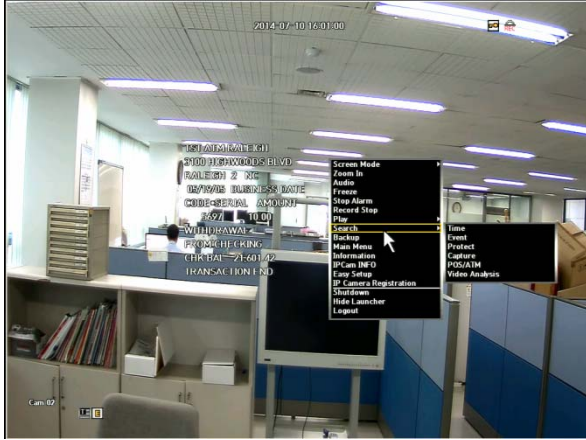 2014-07-10 16:01:00
REC
TST ATM RALEIGH
3100 HIGHWOODS BLVD
RALEIGH 2 NC
05/19/05 BUSINESS DATE
CODE=SERIAL AMOUNT
5697 10.00
WITHDRAWAL
FROM CHECKING
TRANSACTION END
Screen Mode
Zoom In
Audio
Freeze
Stop Alarm
Record Stop
Play
Search
Backup
Main Menu
Information
IPCam INFO
Easy Setup
IP Camera Registration
Shutdown
Hide Launcher
Logout
Time
Event
Protect
Capture
POS/ATM
Video Analysis
Cam 02